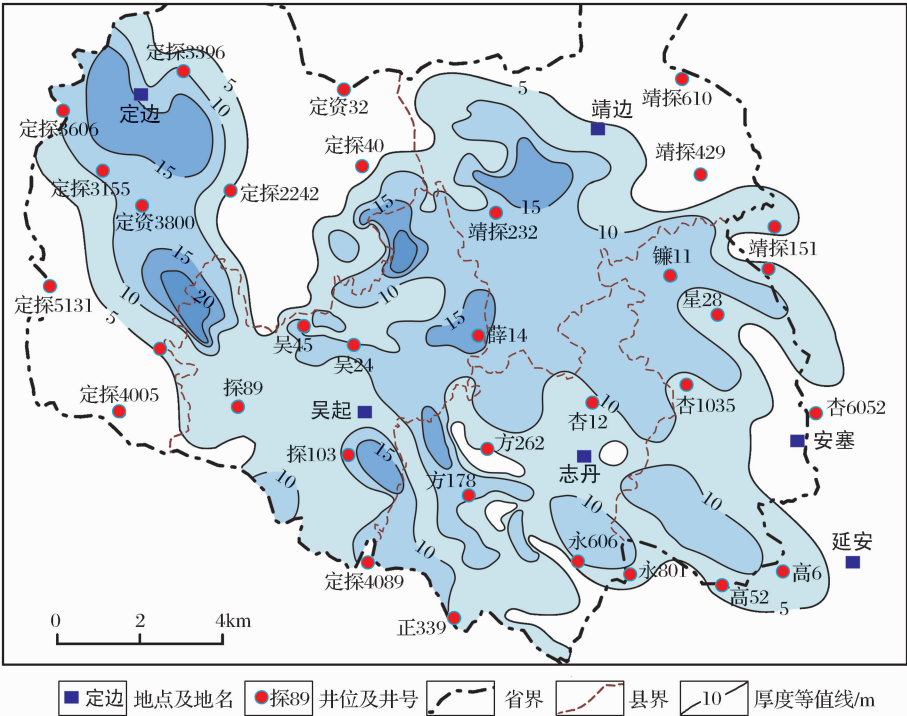 定探3396
5
10
定边
定资32
5
靖边
靖探610
定探3606
定探40
靖探429
15
定探3155
定探2242
定资3800
15
15
靖探232
10
靖探151
镰11
15
10
20
星28
定探5131
10
5
15
薛14
吴45
吴24
定探4005
探89
吴起
10
杏12
杏1035
杏6052
安塞
方262
探103
15
志丹
10
方178
10
10
延安
10
永606
定探4089
永801
高6
高52
5
正339
0 2 4km
定边 地点及地名 探89 井位及井号 省界 县界 10 厚度等值线/m